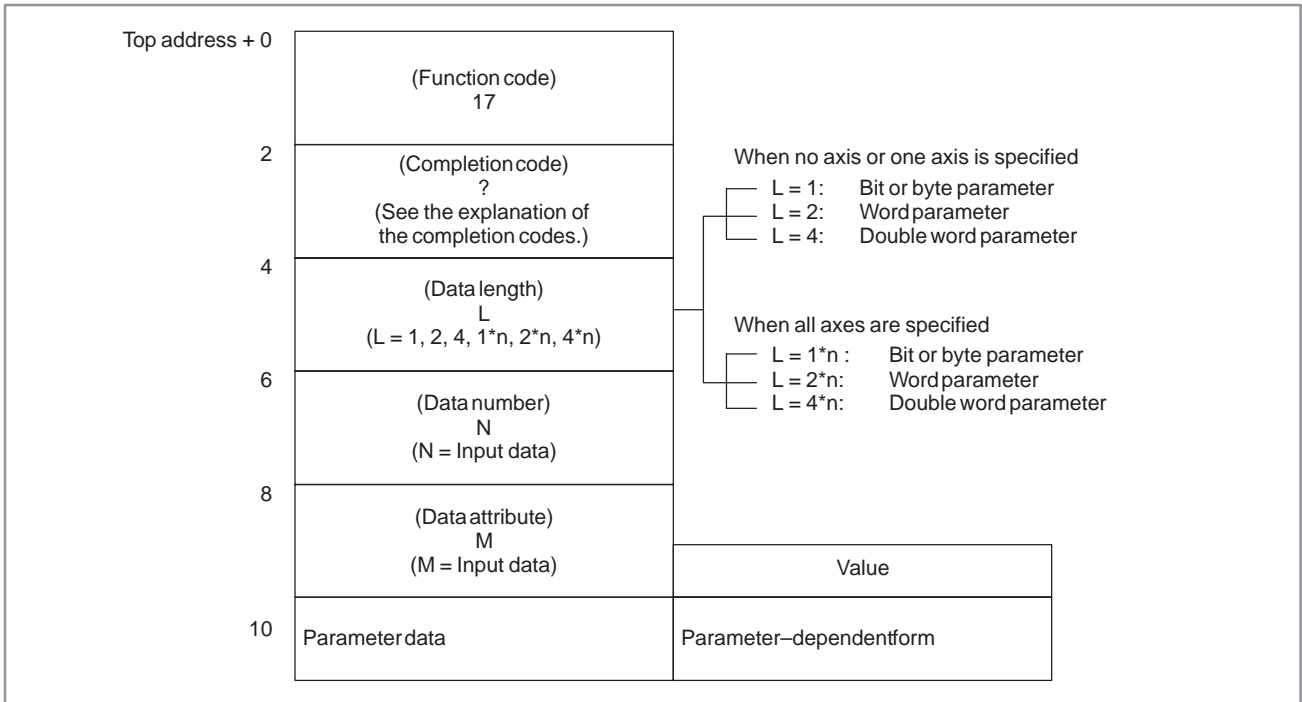 Top address + 0
(Function code)
17
2
(Completion code)
?
(See the explanation of
the completion codes.)
4
(Data length)
L
(L = 1, 2, 4, 1*n, 2*n, 4*n)
When no axis or one axis is specified
L = 1: Bit or byte parameter
L = 2: Word parameter
L = 4: Double word parameter
When all axes are specified
L = 1*n : Bit or byte parameter
L = 2*n: Word parameter
L = 4*n: Double word parameter
6
(Data number)
N
(N = Input data)
8
(Data attribute)
M
(M = Input data)
Value
10
Parameter data
Parameter–dependent form